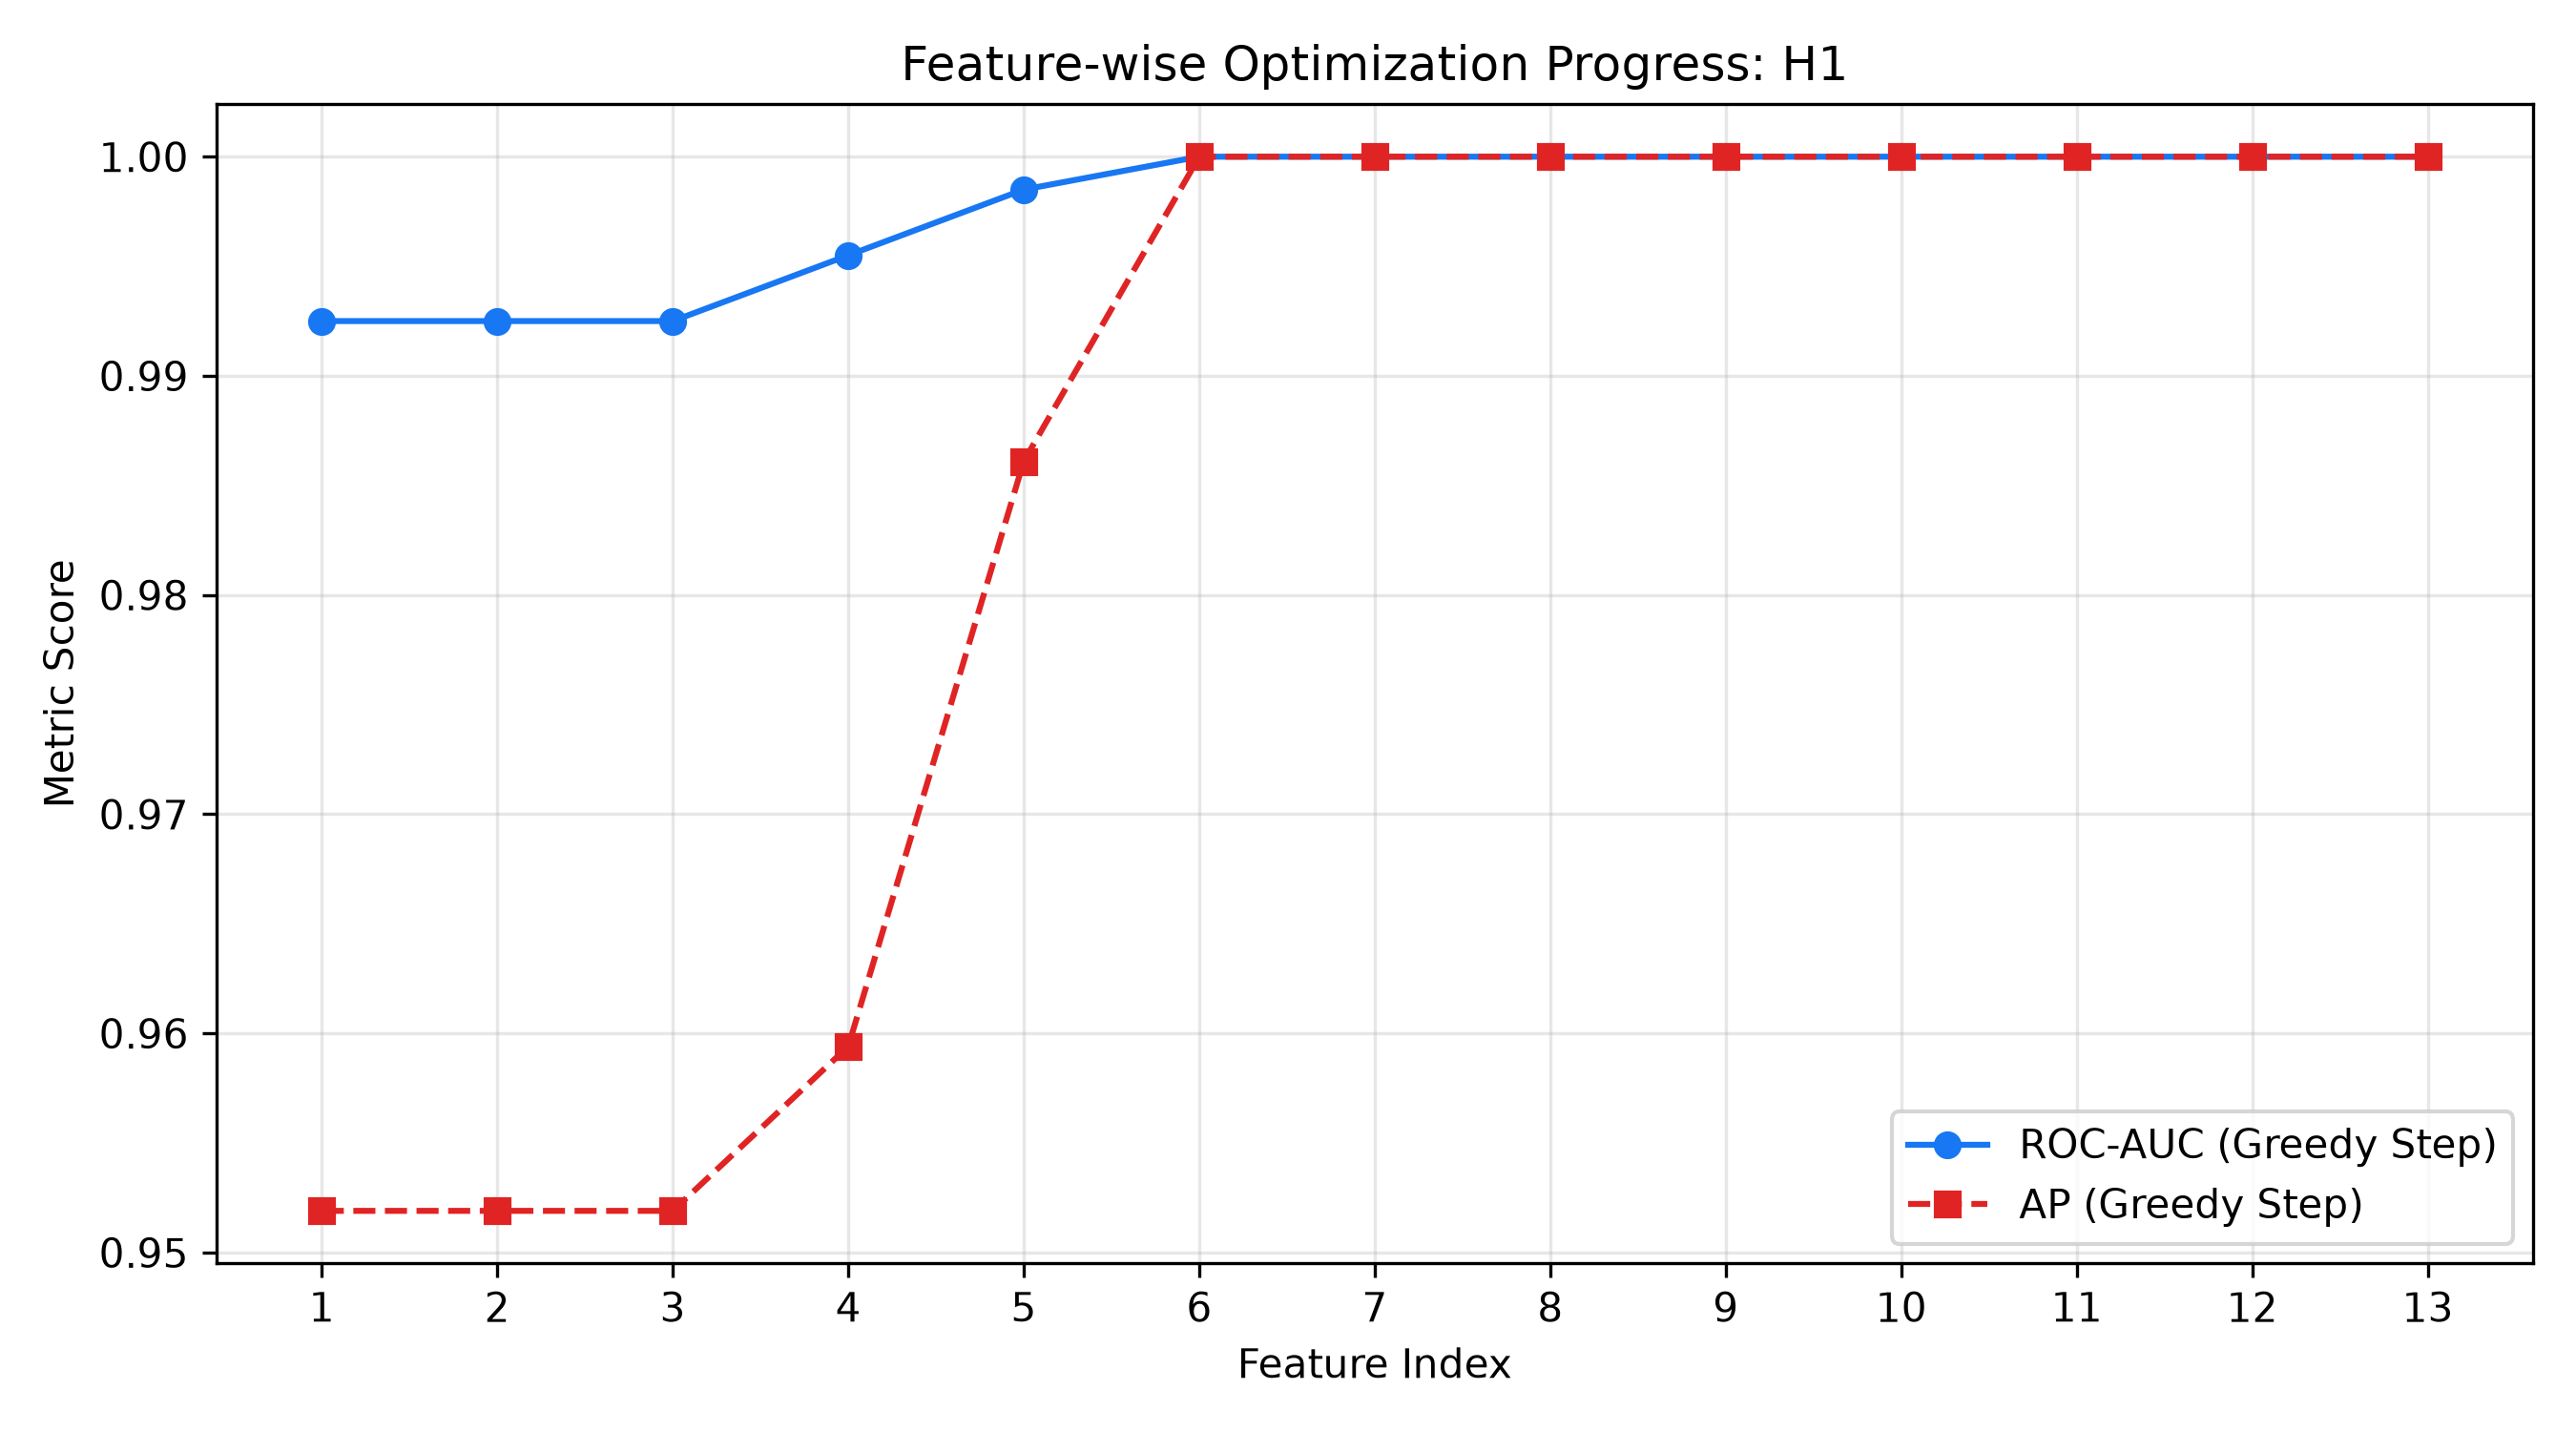 Feature-wise Optimization Progress: H1
1.00
0.99
0.98
0.97
0.96
0.95
Metric Score
ROC-AUC (Greedy Step)
AP (Greedy Step)
1 2 3 4 5 6 7 8 9 10 11 12 13
Feature Index